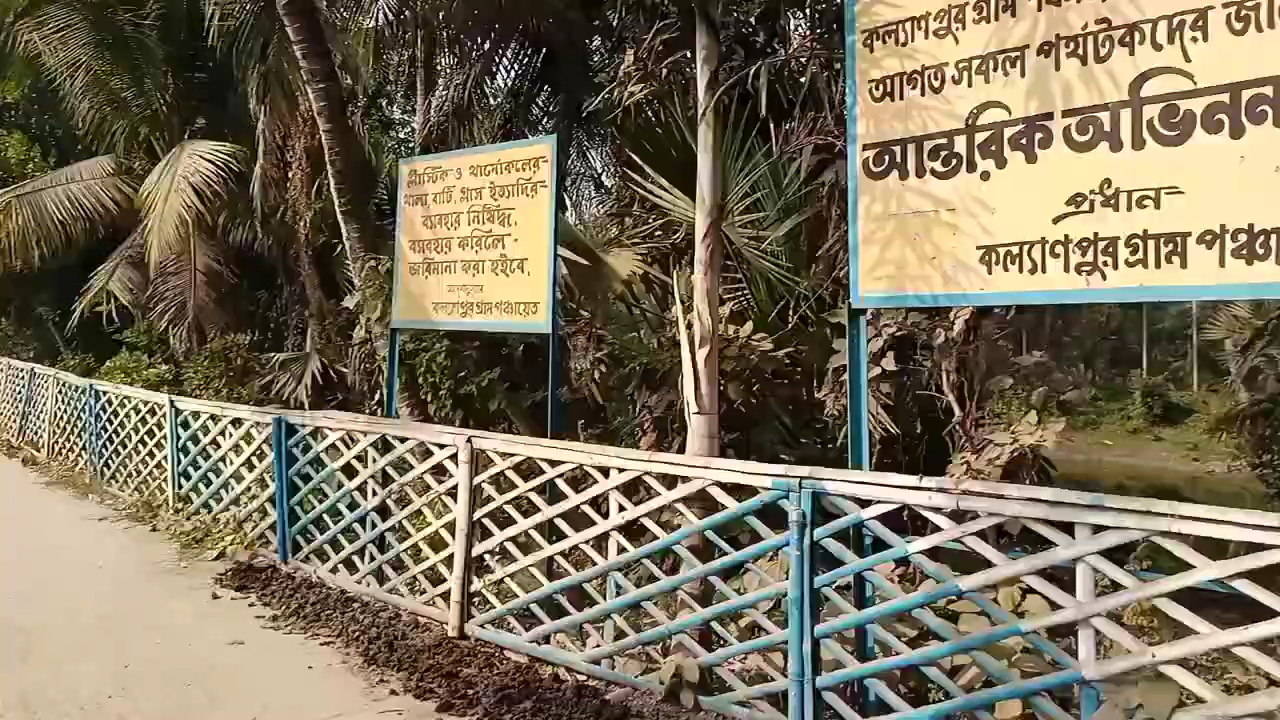 প্লাস্টিক ও থার্মোকলের-
থালা, বাটি, গ্লাস ইত্যাদির-
ব্যবহার নিষিদ্ধ,
ব্যবহার করিলে -
জরিমানা করা হইবে,
কল্যাণপুর গ্রাম পঞ্চায়েত
কল্যাণপুর গ্রাম
আগত সকল পর্যটকদের
আন্তরিক অভিনন
প্রধান-
কল্যাণপুর গ্রাম পঞ্চা